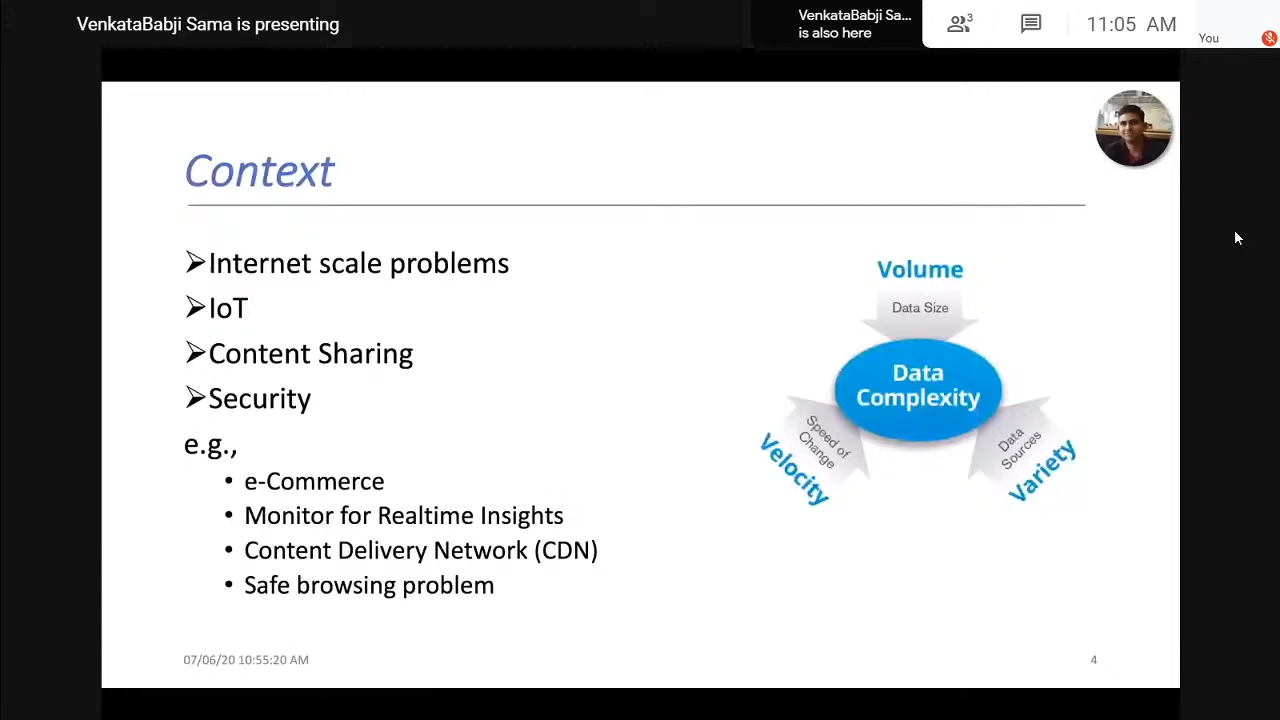 VenkataBabji Sama is presenting
VenkataBabji Sa...
is also here
3
11:05 AM
You
Context
➢Internet scale problems
➢IoT
➢Content Sharing
➢Security
e.g.,
• e-Commerce
• Monitor for Realtime Insights
• Content Delivery Network (CDN)
• Safe browsing problem
Volume
Data Size
Data
Complexity
Speed of
Change
Velocity
Data
Sources
Variety
07/06/20 10:55:20 AM
4